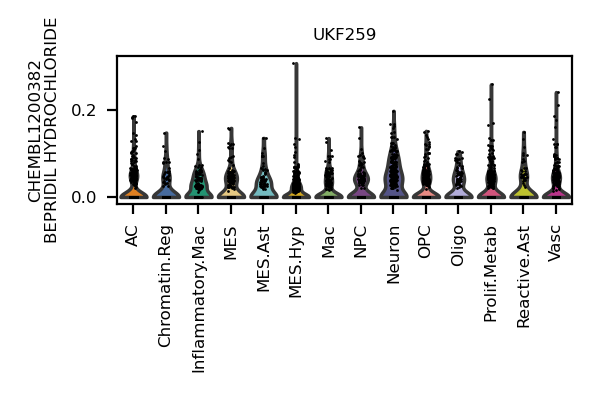 UKF259
CHEMBL1200382
BEPRIDIL HYDROCHLORIDE
0.2
0.0
AC
Chromatin.Reg
Inflammatory.Mac
MES
MES.Ast
MES.Hyp
Mac
NPC
Neuron
OPC
Oligo
Prolif.Metab
Reactive.Ast
Vasc